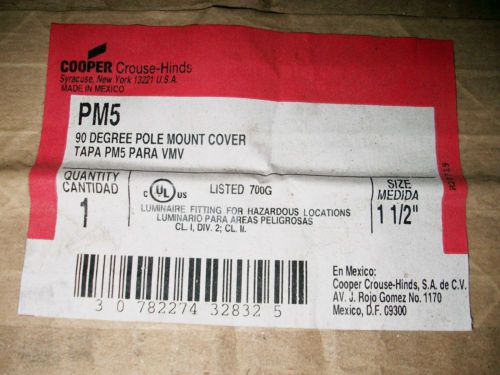 COOPER Crouse-Hinds
Syracuse, New York 13221 U.S.A.
MADE IN MEXICO
PM5
90 DEGREE POLE MOUNT COVER
TAPA PM5 PARA VMV
QUANTITY
CANTIDAD
1
C UL US
LISTED 700G
LUMINAIRE FITTING FOR HAZARDOUS LOCATIONS
LUMINARIO PARA AREAS PELIGROSAS
CL. I, DIV. 2; CL. II.
SIZE
MEDIDA
1 1/2"
3 0 782274 32832 5
En Mexico:
Cooper Crouse-Hinds, S.A. de C.V.
AV. J. Rojo Gomez No. 1170
Mexico, D.F. 09300